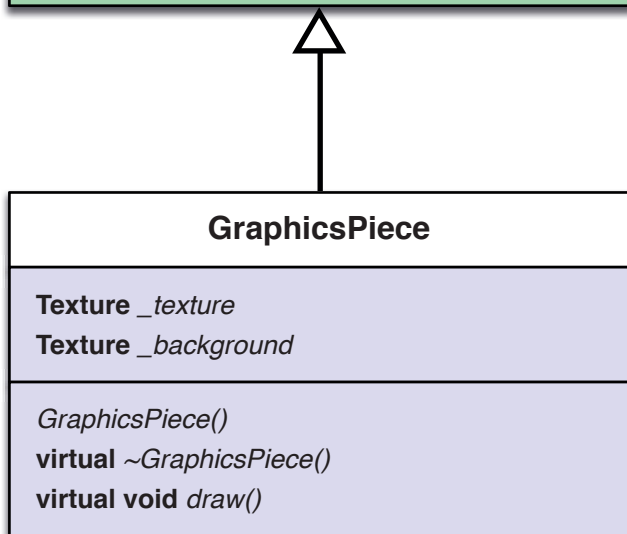 GraphicsPiece
Texture _texture
Texture _background
GraphicsPiece()
virtual ~GraphicsPiece()
virtual void draw()